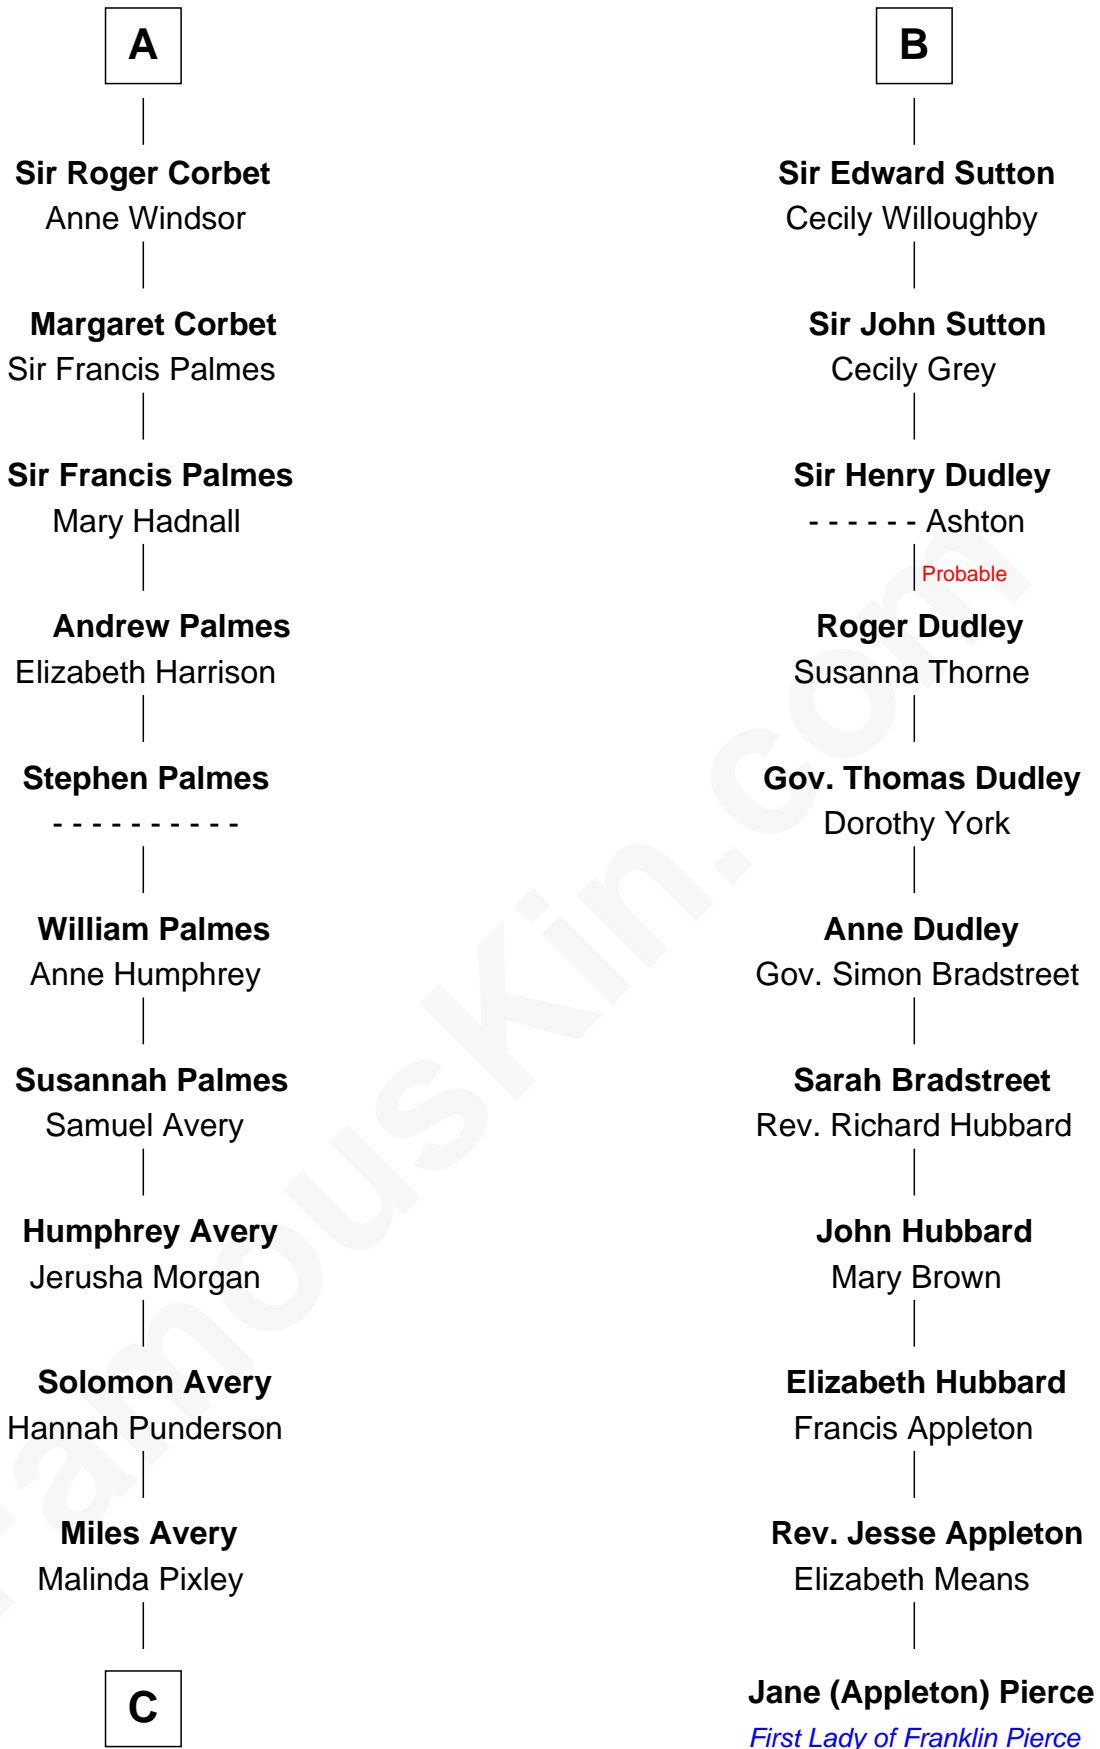 A
Sir Roger Corbet
Anne Windsor
Margaret Corbet
Sir Francis Palmes
Sir Francis Palmes
Mary Hadnall
Andrew Palmes
Elizabeth Harrison
Stephen Palmes
- - - - - - - - - -
William Palmes
Anne Humphrey
Susannah Palmes
Samuel Avery
Humphrey Avery
Jerusha Morgan
Solomon Avery
Hannah Punderson
Miles Avery
Malinda Pixley
C
B
Sir Edward Sutton
Cecily Willoughby
Sir John Sutton
Cecily Grey
Sir Henry Dudley
- - - - - - Ashton
Probable
Roger Dudley
Susanna Thorne
Gov. Thomas Dudley
Dorothy York
Anne Dudley
Gov. Simon Bradstreet
Sarah Bradstreet
Rev. Richard Hubbard
John Hubbard
Mary Brown
Elizabeth Hubbard
Francis Appleton
Rev. Jesse Appleton
Elizabeth Means
Jane (Appleton) Pierce
First Lady of Franklin Pierce
FamousKin.com